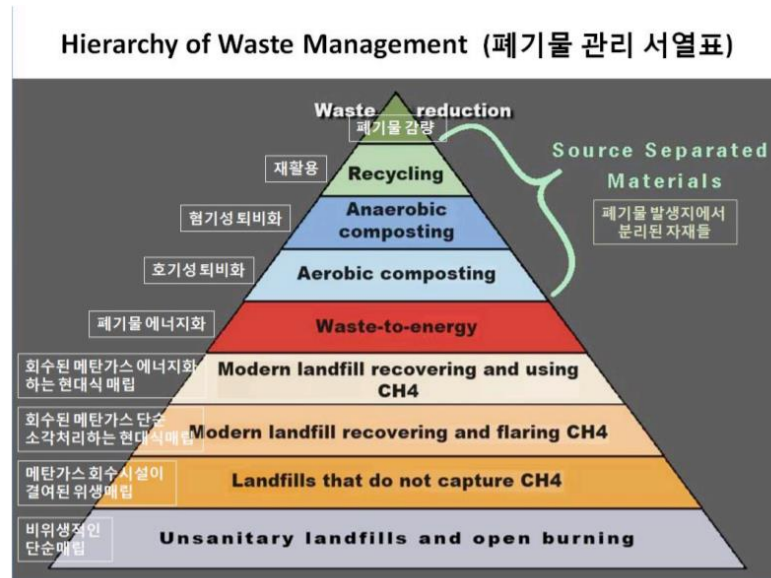 Hierarchy of Waste Management (폐기물 관리 서열표)
Waste reduction
폐기물 감량
Source Separated
Materials
폐기물 발생지에서
분리된 자재들
재활용
Recycling
혐기성 퇴비화
Anaerobic
composting
호기성 퇴비화
Aerobic composting
폐기물 에너지화
Waste-to-energy
회수된 메탄가스 에너지화
하는 현대식 매립
Modern landfill recovering and using
CH4
회수된 메탄가스 단순
소각처리하는 현대식매립
Modern landfill recovering and flaring CH4
메탄가스 회수시설이
결여된 위생매립
Landfills that do not capture CH4
비위생적인
단순매립
Unsanitary landfills and open burning